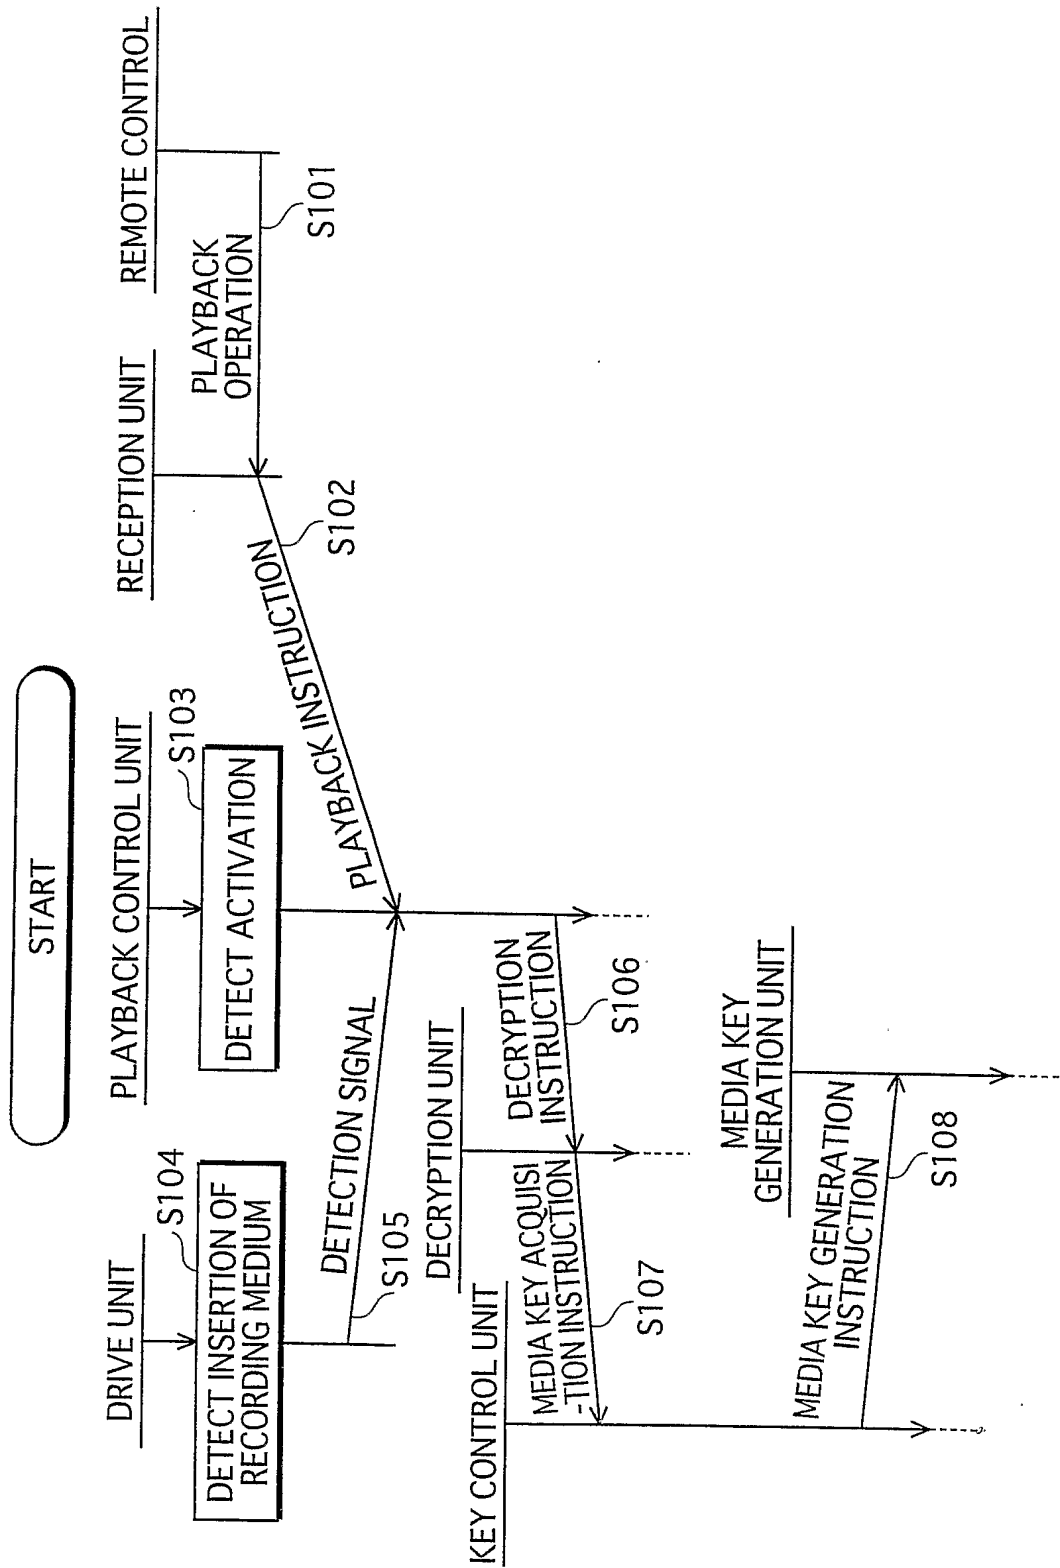 START
DRIVE UNIT
PLAYBACK CONTROL UNIT
RECEPTION UNIT
REMOTE CONTROL
S104
DETECT INSERTION OF
RECORDING MEDIUM
S103
DETECT ACTIVATION
PLAYBACK
OPERATION
S101
PLAYBACK INSTRUCTION
S102
DETECTION SIGNAL
S105
DECRYPTION UNIT
KEY CONTROL UNIT
DECRYPTION
INSTRUCTION
S106
MEDIA KEY ACQUISI
-TION INSTRUCTION
S107
MEDIA KEY
GENERATION UNIT
MEDIA KEY GENERATION
INSTRUCTION
S108